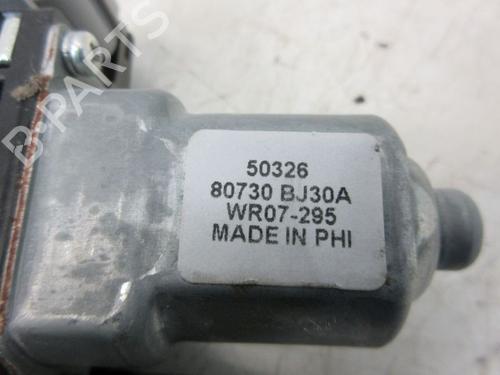 B-PARTS
50326
80730 BJ30A
WR07-295
MADE IN PHI